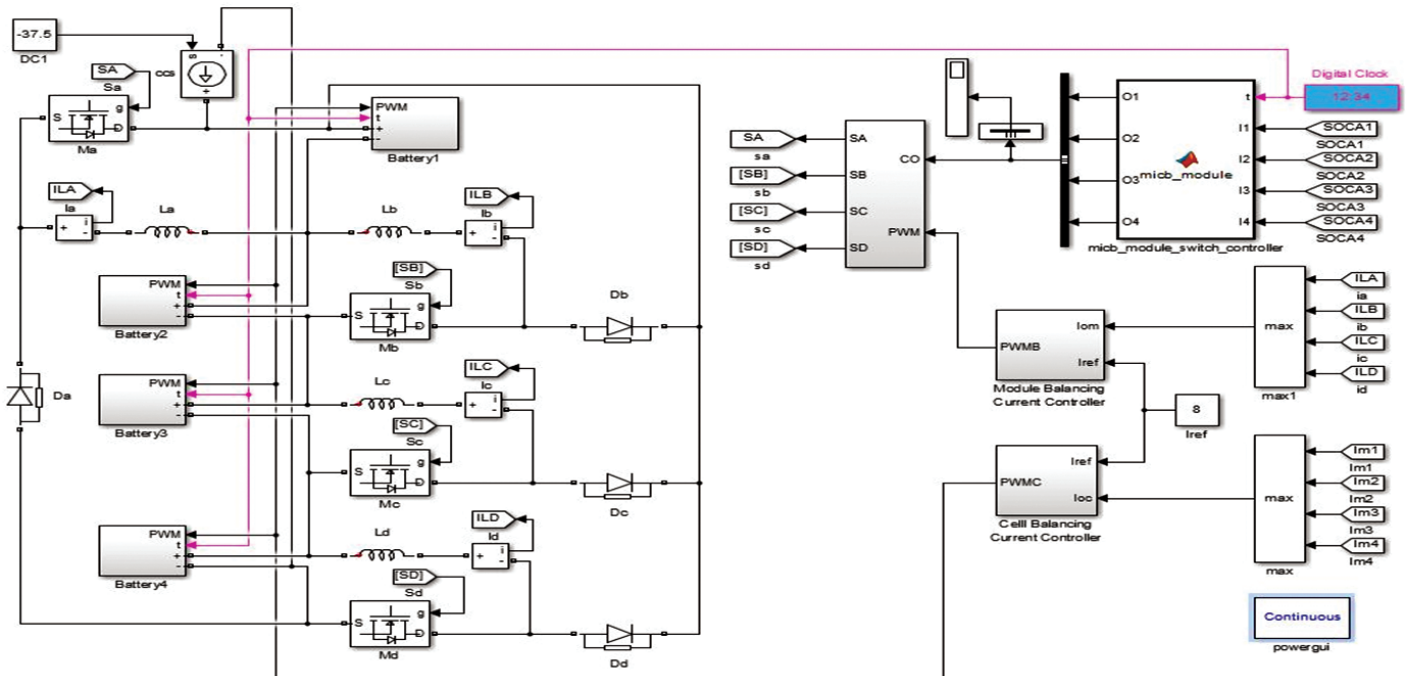 -37.5
DC1
s
-
ccs
+
SA
Sa
g
S
D
Ma
PWM
t
+
-
Battery1
ILA
Ia
+
i
-
La
Lb
ILB
Ib
+
i
-
PWM
t
+
-
Battery2
[SB]
Sb
g
S
D
Mb
Db
Da
PWM
t
+
-
Battery3
Lc
ILC
Ic
+
i
-
[SC]
Sc
g
S
D
Mc
Dc
PWM
t
+
-
Battery4
Ld
ILD
Id
+
i
-
[SD]
Sd
g
S
D
Md
Dd
SA
sa
[SB]
sb
[SC]
sc
[SD]
sd
SA
SB
SC
SD
CO
PWM
O1
O2
O3
O4
micb_module
t
I1
I2
I3
I4
micb_module_switch_controller
Digital Clock
12:34
SOCA1
SOCA1
SOCA2
SOCA2
SOCA3
SOCA3
SOCA4
SOCA4
PWMB
Iom
Iref
Module Balancing
Current Controller
max
max1
ILA
ia
ILB
ib
ILC
ic
ILD
id
8
Iref
PWMC
Iref
Ioc
Celll Balancing
Current Controller
max
max
Im1
Im1
Im2
Im2
Im3
Im3
Im4
Im4
Continuous
powergui